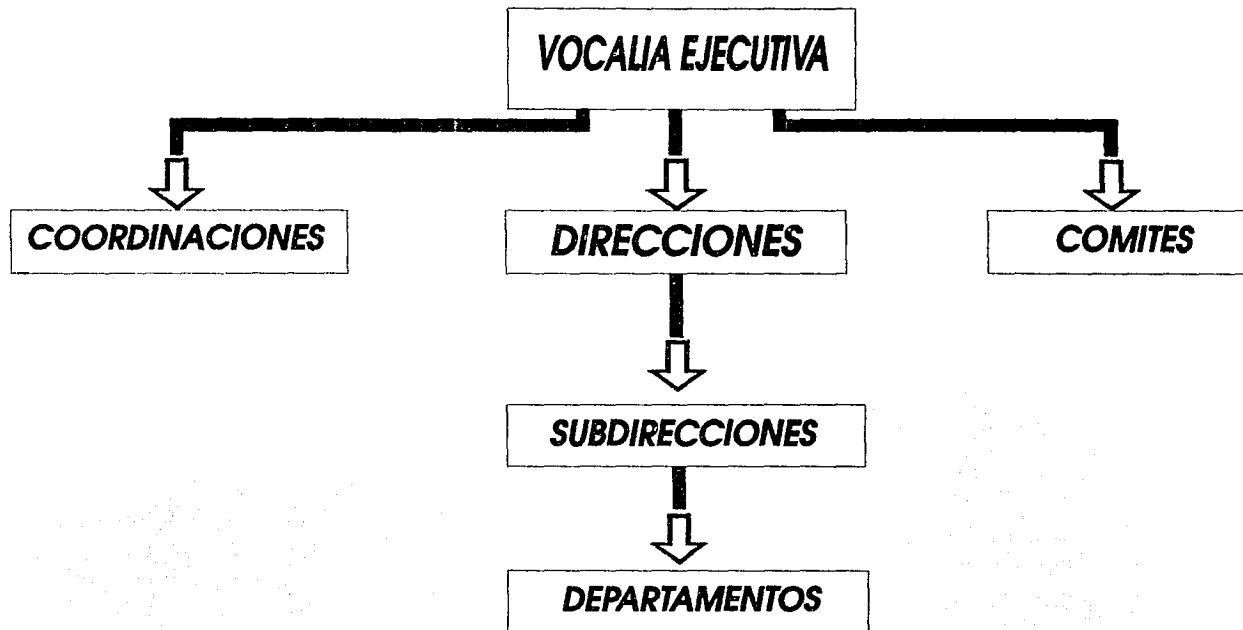 VOCALIA EJECUTIVA
COORDINACIONES
DIRECCIONES
COMITES
SUBDIRECCIONES
DEPARTAMENTOS